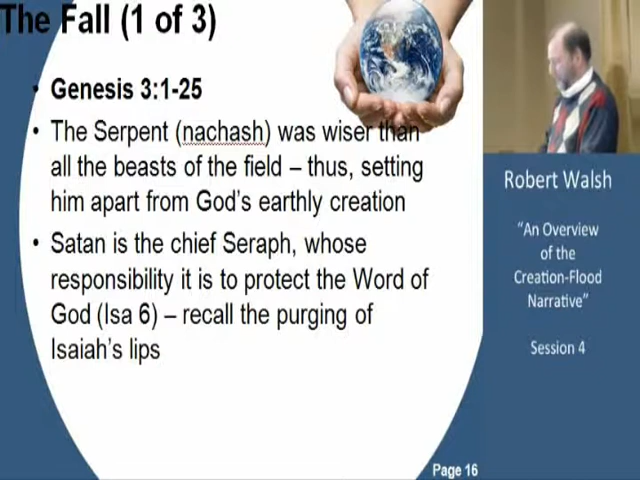 The Fall (1 of 3)
• Genesis 3:1-25
• The Serpent (nachash) was wiser than
all the beasts of the field – thus, setting
him apart from God's earthly creation
• Satan is the chief Seraph, whose
responsibility it is to protect the Word of
God (Isa 6) – recall the purging of
Isaiah's lips
Page 16
Robert Walsh
“An Overview
of the
Creation-Flood
Narrative”
Session 4